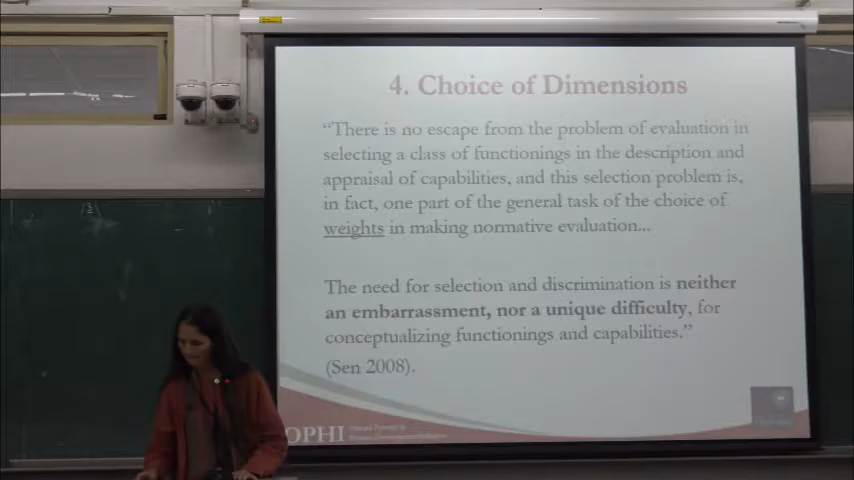 4. Choice of Dimensions
“There is no escape from the problem of evaluation in
selecting a class of functionings in the description and
appraisal of capabilities, and this selection problem is,
in fact, one part of the general task of the choice of
weights in making normative evaluation...
The need for selection and discrimination is neither
an embarrassment, nor a unique difficulty, for
conceptualizing functionings and capabilities.”
(Sen 2008).
OPHI